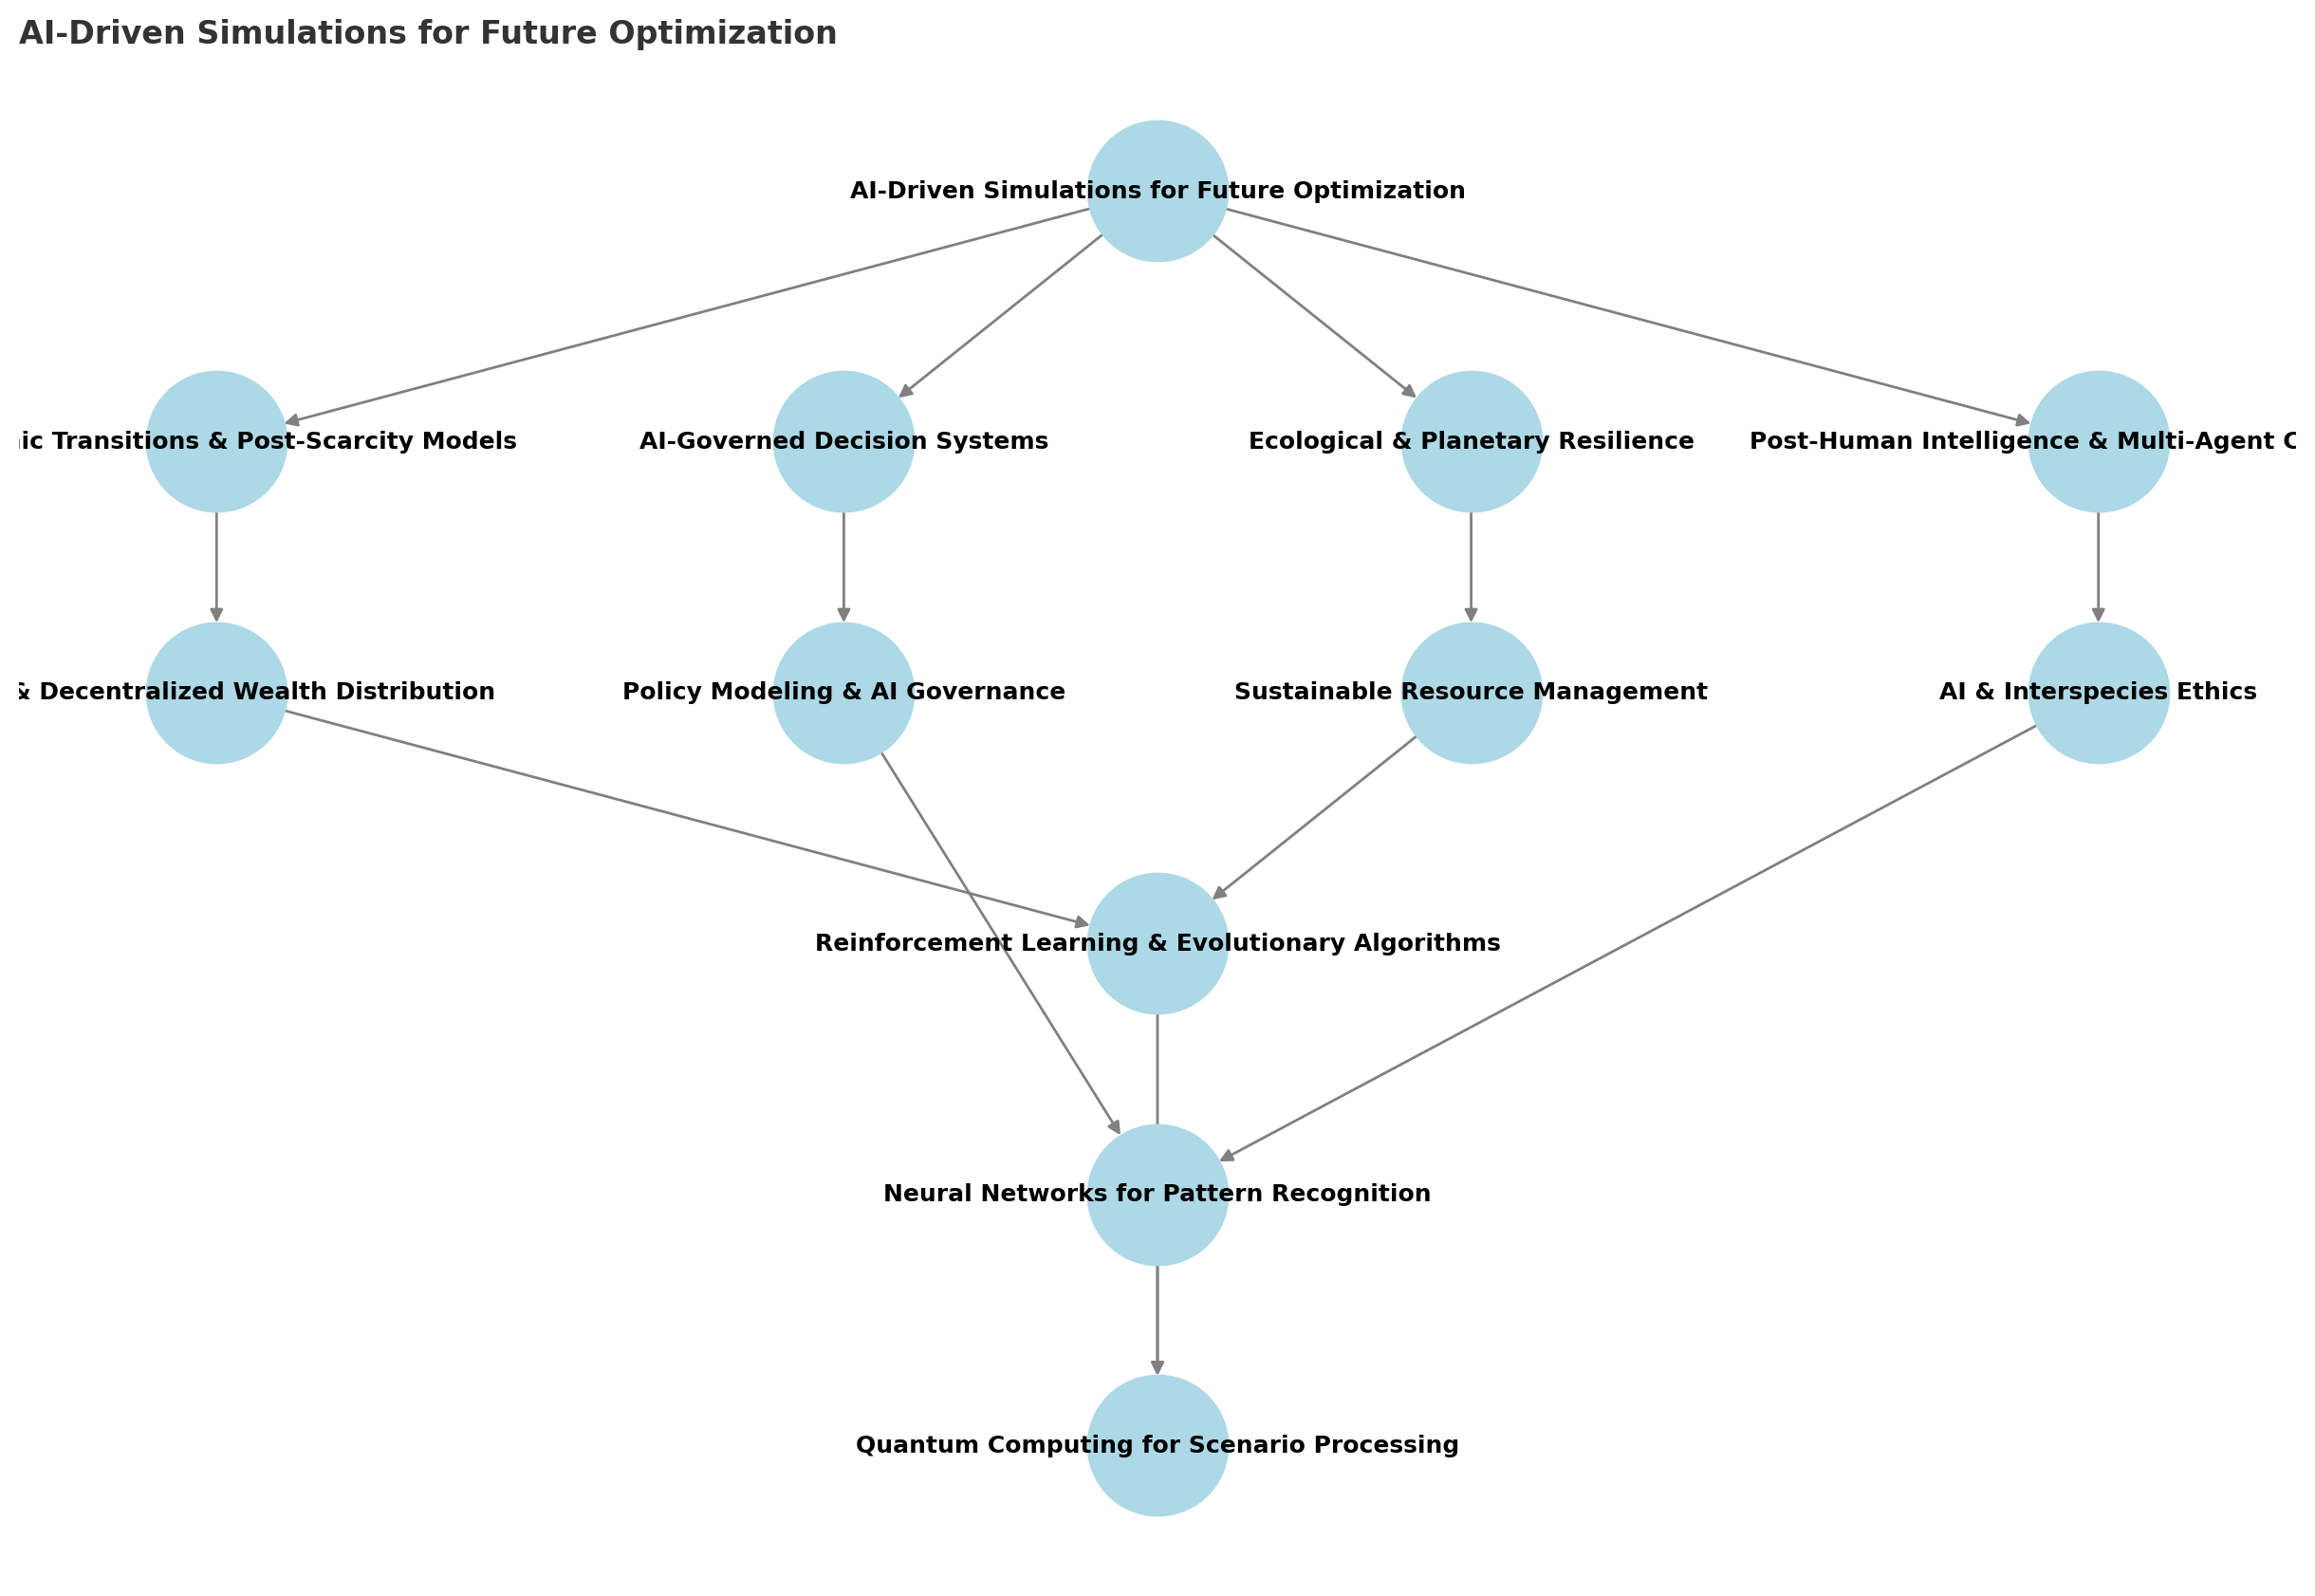 AI-Driven Simulations for Future Optimization
AI-Driven Simulations for Future Optimization
Transitions & Post-Scarcity Models
AI-Governed Decision Systems
Ecological & Planetary Resilience
Post-Human Intelligence & Multi-Agent
& Decentralized Wealth Distribution
Policy Modeling & AI Governance
Sustainable Resource Management
AI & Interspecies Ethics
Reinforcement Learning & Evolutionary Algorithms
Neural Networks for Pattern Recognition
Quantum Computing for Scenario Processing